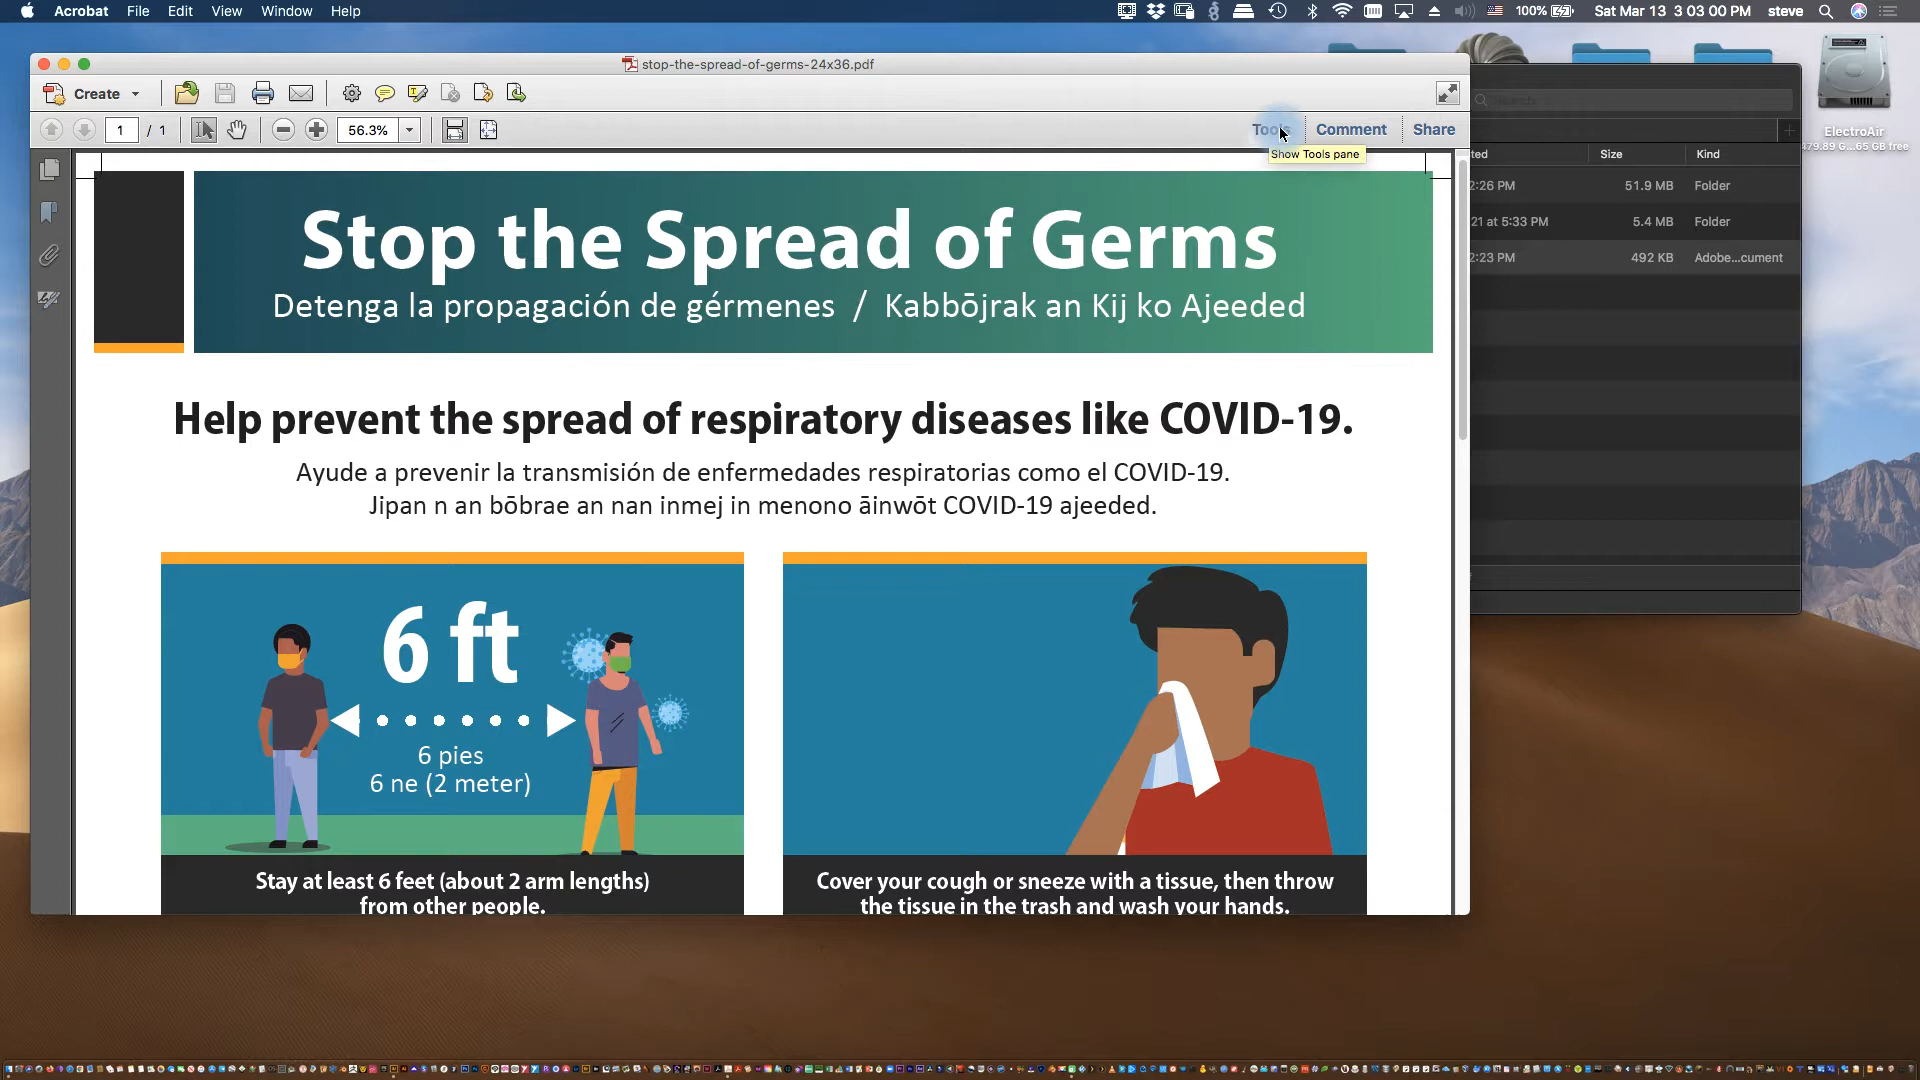 Acrobat File Edit View Window Help
100% Sat Mar 13 3 03 00 PM steve
stop-the-spread-of-germs-24x36.pdf
Create
1 / 1 56.3% Tools Comment Share
Show Tools pane
Search
ElectroAir
Size Kind
2:26 PM 51.9 MB Folder
21 at 5:33 PM 5.4 MB Folder
2:23 PM 492 KB Adobe...cument
Stop the Spread of Germs
Detenga la propagación de gérmenes / Kabbōjrak an Kij ko Ajeeded
Help prevent the spread of respiratory diseases like COVID-19.
Ayude a prevenir la transmisión de enfermedades respiratorias como el COVID-19.
Jipan n an bōbrae an nan inmej in menono āinwōt COVID-19 ajeeded.
6 ft
6 pies
6 ne (2 meter)
Stay at least 6 feet (about 2 arm lengths)
from other people.
Cover your cough or sneeze with a tissue, then throw
the tissue in the trash and wash your hands.